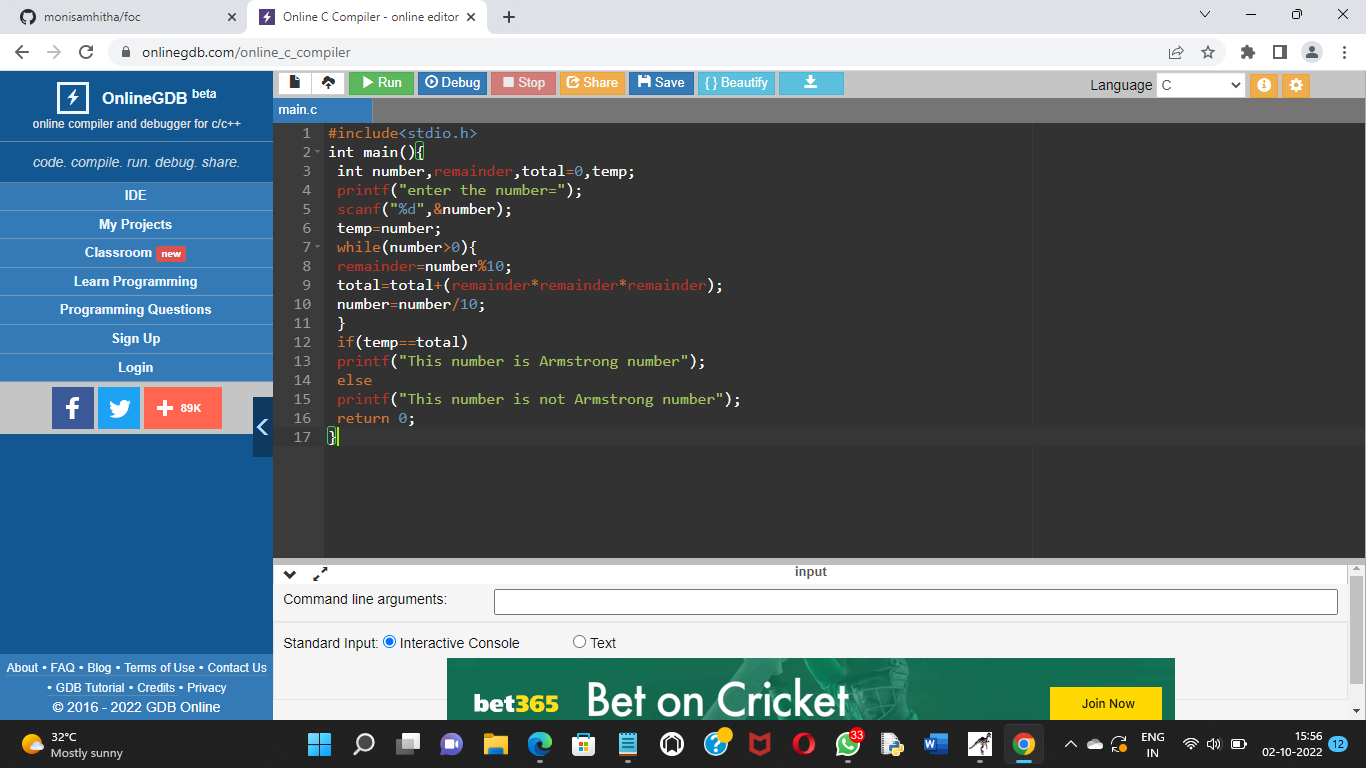 monisamhitha/foc
Online C Compiler - online editor
onlinegdb.com/online_c_compiler
OnlineGDB beta
online compiler and debugger for c/c++
code. compile. run. debug. share.
IDE
My Projects
Classroom new
Learn Programming
Programming Questions
Sign Up
Login
89K
About • FAQ • Blog • Terms of Use • Contact Us
• GDB Tutorial • Credits • Privacy
© 2016 - 2022 GDB Online
Run Debug Stop Share Save { } Beautify
Language C
main.c
1 #include<stdio.h>
2 int main(){
3 int number,remainder,total=0,temp;
4 printf("enter the number=");
5 scanf("%d",&number);
6 temp=number;
7 while(number>0){
8 remainder=number%10;
9 total=total+(remainder*remainder*remainder);
10 number=number/10;
11 }
12 if(temp==total)
13 printf("This number is Armstrong number");
14 else
15 printf("This number is not Armstrong number");
16 return 0;
17 }
input
Command line arguments:
Standard Input: Interactive Console Text
bet365 Bet on Cricket Join Now
32°C
Mostly sunny
33
ENG
IN
15:56
02-10-2022
12